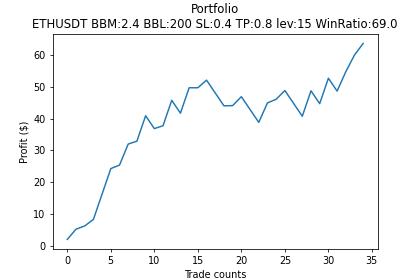 Portfolio
ETHUSDT BBM:2.4 BBL:200 SL:0.4 TP:0.8 lev:15 WinRatio:69.0
Profit ($)
60
50
40
30
20
10
0
0 5 10 15 20 25 30 35
Trade counts